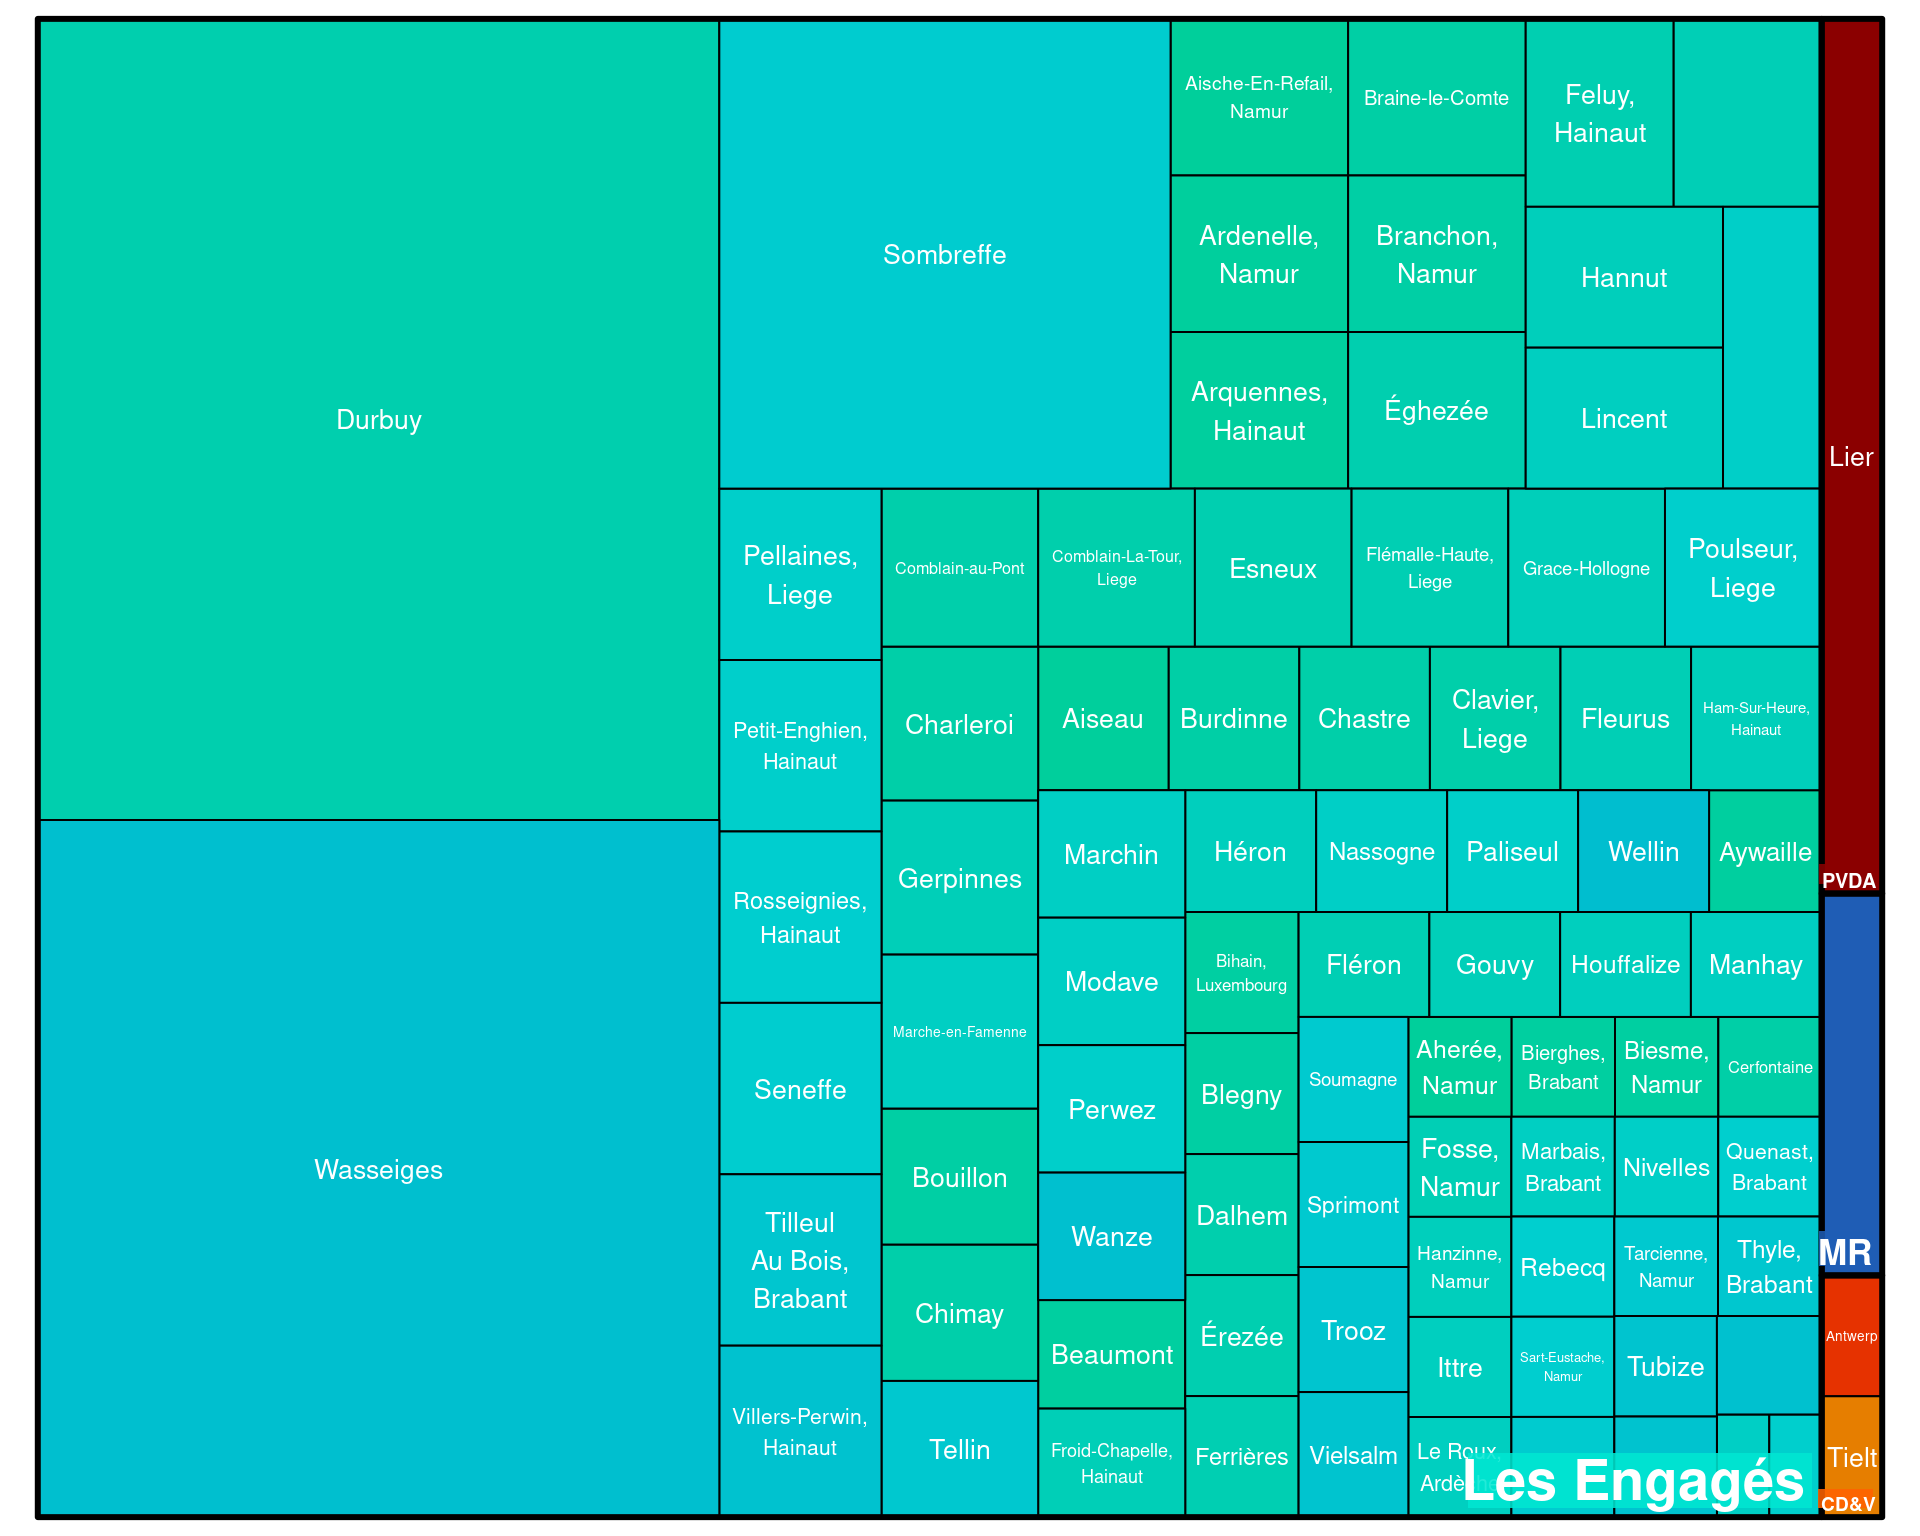 Durbuy
Wasseiges
Sombreffe
Aische-En-Refail,
Namur
Braine-le-Comte
Feluy,
Hainaut
Ardenelle,
Namur
Branchon,
Namur
Hannut
Arquennes,
Hainaut
Éghezée
Lincent
Pellaines,
Liege
Comblain-au-Pont
Comblain-La-Tour,
Liege
Esneux
Flémalle-Haute,
Liege
Grace-Hollogne
Poulseur,
Liege
Petit-Enghien,
Hainaut
Charleroi
Aiseau
Burdinne
Chastre
Clavier,
Liege
Fleurus
Ham-Sur-Heure,
Hainaut
Rosseignies,
Hainaut
Gerpinnes
Marchin
Héron
Nassogne
Paliseul
Wellin
Aywaille
Marche-en-Famenne
Modave
Bihain,
Luxembourg
Fléron
Gouvy
Houffalize
Manhay
Seneffe
Perwez
Blegny
Soumagne
Aherée,
Namur
Bierghes,
Brabant
Biesme,
Namur
Cerfontaine
Tilleul
Au Bois,
Brabant
Bouillon
Wanze
Dalhem
Sprimont
Fosse,
Namur
Marbais,
Brabant
Nivelles
Quenast,
Brabant
Chimay
Hanzinne,
Namur
Rebecq
Tarcienne,
Namur
Thyle,
Brabant
Beaumont
Érezée
Trooz
Ittre
Sart-Eustache,
Namur
Tubize
Villers-Perwin,
Hainaut
Tellin
Froid-Chapelle,
Hainaut
Ferrières
Vielsalm
Le Roux,
Les Engagés
Lier
PVDA
MR
Antwerp
Tielt
CD&V